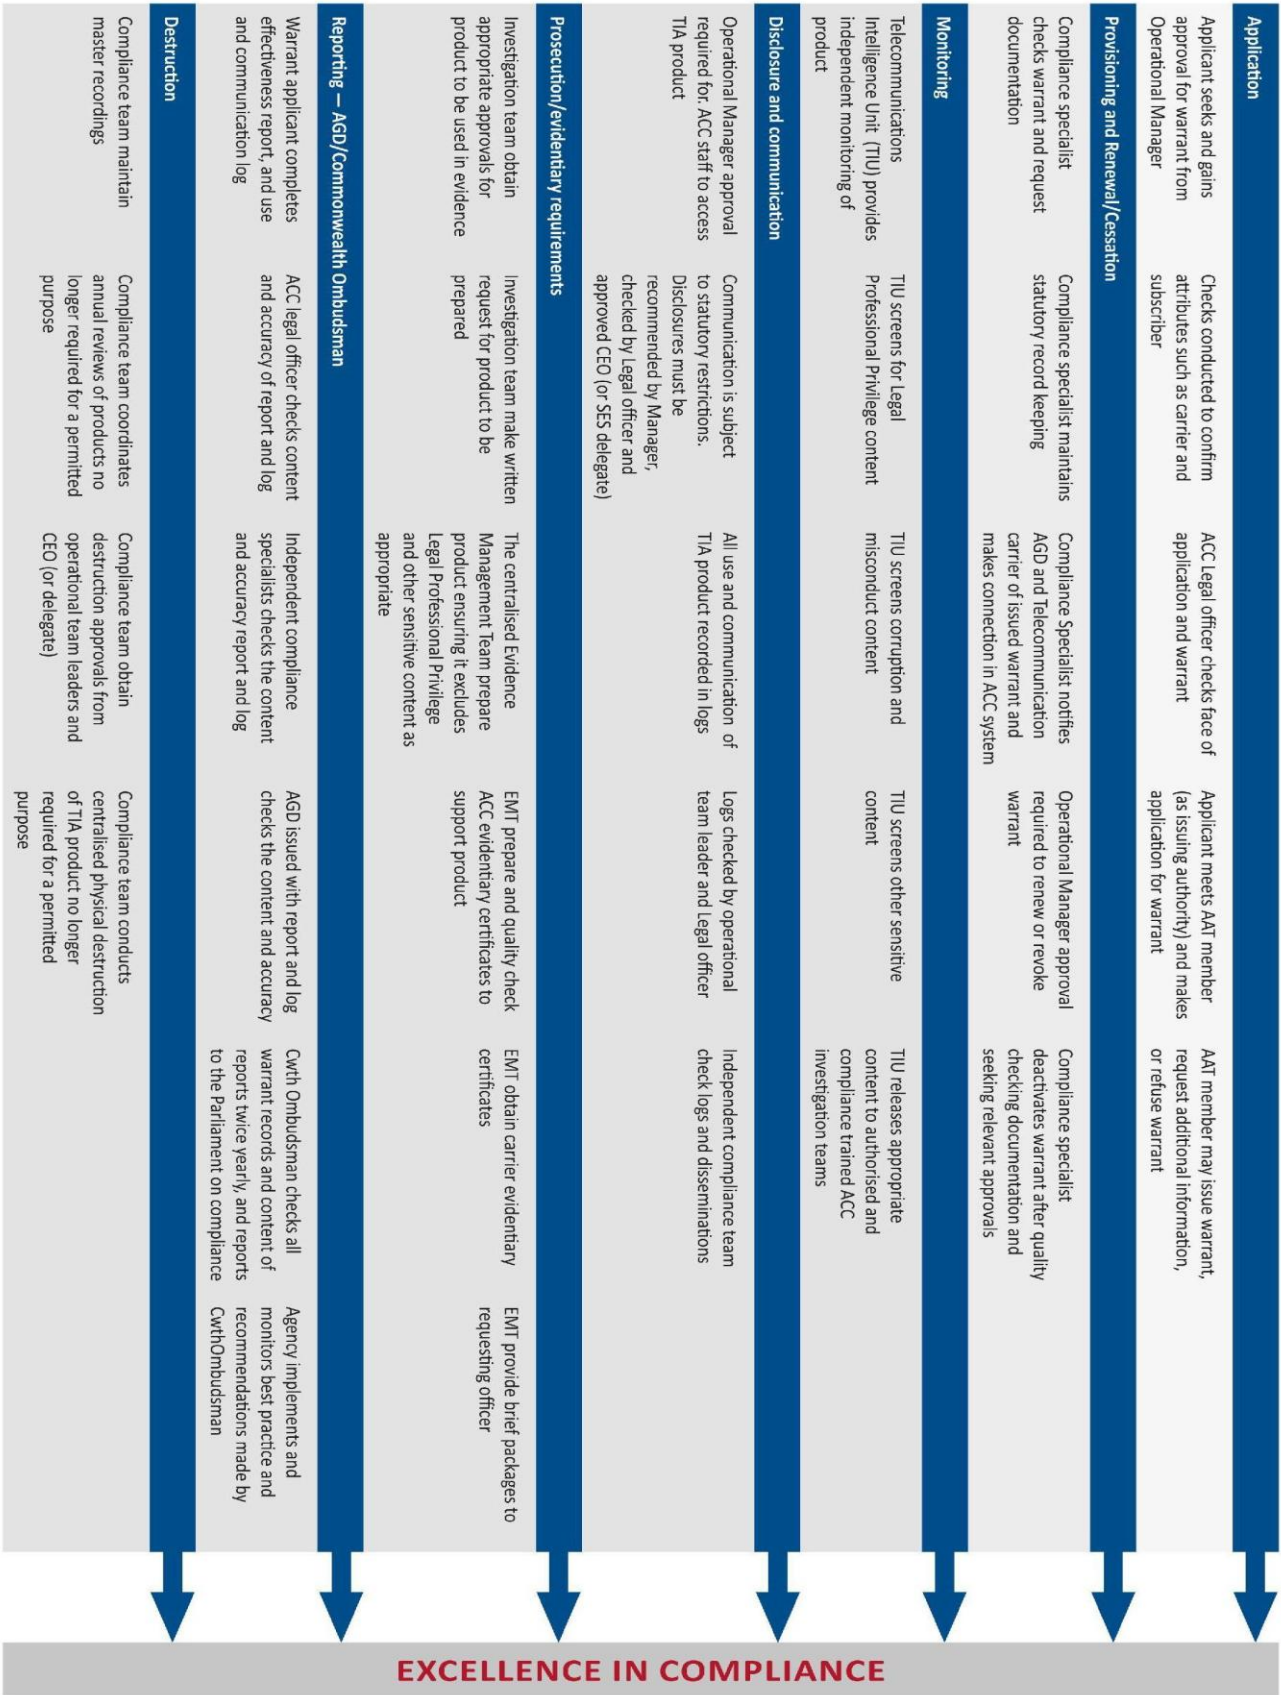 Application
Applicant seeks and gains
approval for warrant from
Operational Manager
Checks conducted to confirm
attributes such as carrier and
subscriber
ACC Legal officer checks face of
application and warrant
Applicant meets AAT member
(as issuing authority) and makes
application for warrant
AAT member may issue warrant,
request additional information,
or refuse warrant
Provisioning and Renewal/Cessation
Compliance specialist
checks warrant and request
documentation
Compliance specialist maintains
statutory record keeping
Compliance Specialist notifies
AGD and Telecommunication
carrier of issued warrant and
makes connection in ACC system
Operational Manager approval
required to renew or revoke
warrant
Compliance specialist
deactivates warrant after quality
checking documentation and
seeking relevant approvals
Monitoring
Telecommunications
Intelligence Unit (TIU) provides
independent monitoring of
product
TIU screens for Legal
Professional Privilege content
TIU screens corruption and
misconduct content
TIU screens other sensitive
content
TIU releases appropriate
content to authorised and
compliance trained ACC
investigation teams
Disclosure and communication
Operational Manager approval
required for. ACC staff to access
TIA product
Communication is subject
to statutory restrictions.
Disclosures must be
recommended by Manager,
checked by Legal officer and
approved CEO (or SES delegate)
All use and communication of
TIA product recorded in logs
Logs checked by operational
team leader and Legal officer
Independent compliance team
check logs and disseminations
Prosecution/evidentiary requirements
Investigation team obtain
appropriate approvals for
product to be used in evidence
Investigation team make written
request for product to be
prepared
The centralised Evidence
Management Team prepare
product ensuring it excludes
Legal Professional Privilege
and other sensitive content as
appropriate
EMT prepare and quality check
ACC evidentiary certificates to
support product
EMT obtain carrier evidentiary
certificates
EMT provide brief packages to
requesting officer
Reporting — AGD/Commonwealth Ombudsman
Warrant applicant completes
effectiveness report, and use
and communication log
ACC legal officer checks content
and accuracy of report and log
Independent compliance
specialists checks the content
and accuracy report and log
AGD issued with report and log
checks the content and accuracy
Cwth Ombudsman checks all
warrant records and content of
reports twice yearly, and reports
to the Parliament on compliance
Agency implements and
monitors best practice and
recommendations made by
CwthOmbudsman
Destruction
Compliance team maintain
master recordings
Compliance team coordinates
annual reviews of products no
longer required for a permitted
purpose
Compliance team obtain
destruction approvals from
operational team leaders and
CEO (or delegate)
Compliance team conducts
centralised physical destruction
of TIA product no longer
required for a permitted
purpose
EXCELLENCE IN COMPLIANCE